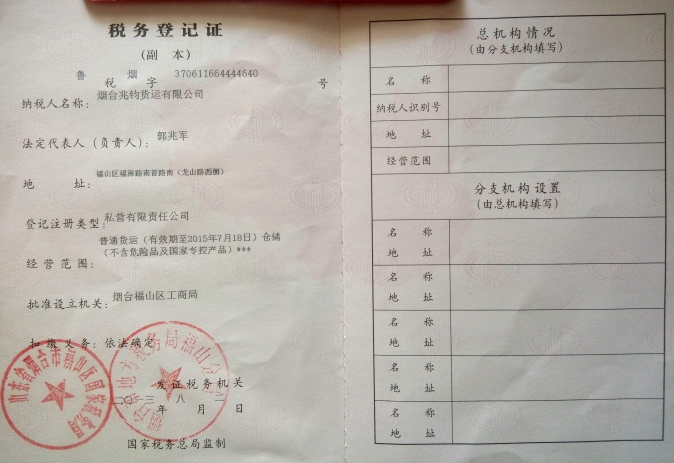 税务登记证
(副 本)
鲁 烟 370611664444640
税 字 号
纳税人名称：烟台兆钧货运有限公司
法定代表人（负责人）：郭兆军
地 址：福山区福海路南首路南（龙山路西侧）
登记注册类型：私营有限责任公司
普通货运（有效期至2015年7月18日）仓储
经营范围：（不含危险品及国家专控产品）***
批准设立机关：烟台福山区工商局
扣缴义务：依法确定
发证税务机关
二〇一三 年 八 月 二 日
国家税务总局监制
总机构情况
(由分支机构填写)
名 称
纳税人识别号
地 址
经营范围
分支机构设置
(由总机构填写)
名 称
地 址
名 称
地 址
名 称
地 址
名 称
地 址
名 称
地 址